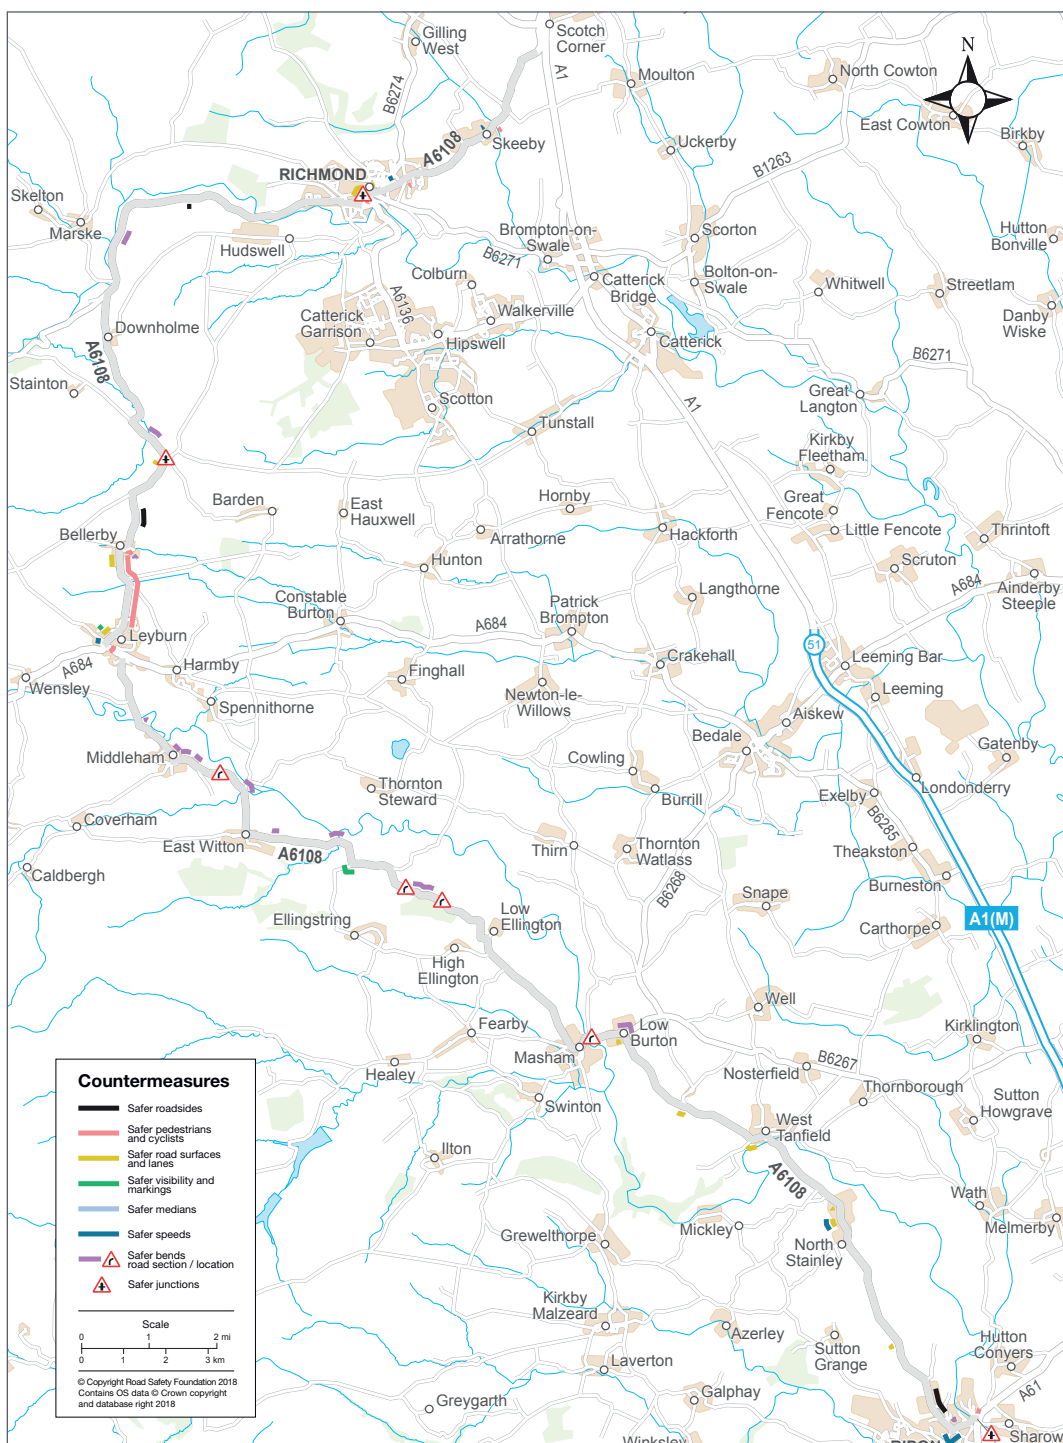 Gilling
West
Scotch
Corner
A1
Moulton
North Cowton
N
B6274
East Cowton
Birkby
A6108
Skeeby
Uckerby
B1263
RICHMOND
Skelton
Marske
Hudswell
Brompton-on-
Swale
Scorton
Hutton
Bonville
B6271
Colburn
Catterick
Bridge
Bolton-on-
Swale
Whitwell
Streetlam
A6136
Walkerville
Danby
Wiske
Downholme
Catterick
Garrison
Hipswell
Catterick
B6271
A6108
Stainton
Scotton
A1
Great
Langton
Tunstall
Kirkby
Fleetham
Barden
East
Hauxwell
Hornby
Great
Fencote
Bellerby
Arrathorne
Hackforth
Little Fencote
Thrintoft
Hunton
Scruton
Constable
Burton
Langthorne
A684
Ainderby
Steeple
Patrick
Brompton
Leyburn
A684
51
A684
Harmby
Finghall
Crakehall
Leeming Bar
Wensley
Spennithorne
Newton-le-
Willows
Leeming
Aiskew
Middleham
Bedale
Gatenby
Cowling
Thornton
Steward
Burrill
Exelby
Londonderry
Coverham
B6285
East Witton
A6108
Thirn
Thornton
Watlass
Theakston
Caldbergh
B6268
Snape
Burneston
Ellingstring
Low
Ellington
Carthorpe
A1(M)
High
Ellington
Well
Fearby
Low
Burton
Kirklington
Masham
B6267
Healey
Nosterfield
Thornborough
Swinton
Sutton
Howgrave
West
Tanfield
Ilton
A6108
Wath
Mickley
Melmerby
Grewelthorpe
North
Stainley
Kirkby
Malzeard
Azerley
Sutton
Grange
Hutton
Conyers
Laverton
A61
Galphay
Greygarth
Sharow
Winksley
RIPON
Countermeasures
Safer roadsides
Safer pedestrians
and cyclists
Safer road surfaces
and lanes
Safer visibility and
markings
Safer medians
Safer speeds
Safer bends
road section / location
Safer junctions
Scale
0 1 2 mi
0 1 2 3 km
© Copyright Road Safety Foundation 2018
Contains OS data © Crown copyright
and database right 2018